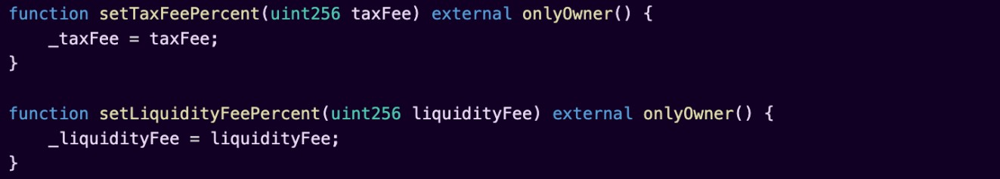 function setTaxFeePercent(uint256 taxFee) external onlyOwner() {
    _taxFee = taxFee;
}

function setLiquidityFeePercent(uint256 liquidityFee) external onlyOwner() {
    _liquidityFee = liquidityFee;
}